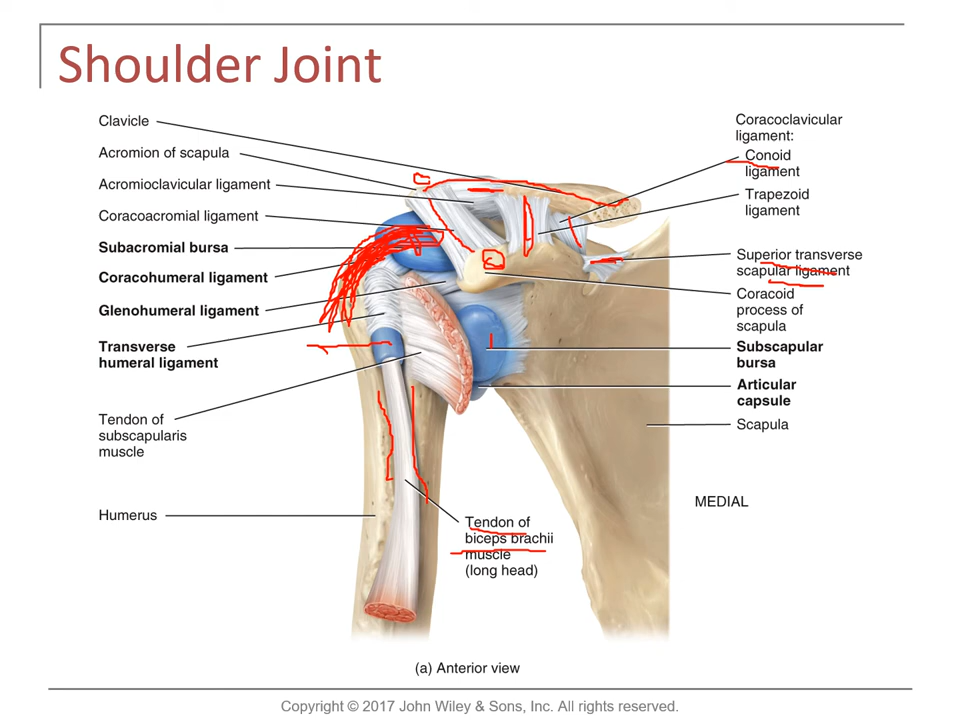 Shoulder Joint
Clavicle
Acromion of scapula
Acromioclavicular ligament
Coracoacromial ligament
Subacromial bursa
Coracohumeral ligament
Glenohumeral ligament
Transverse
humeral ligament
Tendon of
subscapularis
muscle
Humerus
Coracoclavicular
ligament:
Conoid
ligament
Trapezoid
ligament
Superior transverse
scapular ligament
Coracoid
process of
scapula
Subscapular
bursa
Articular
capsule
Scapula
MEDIAL
Tendon of
biceps brachii
muscle
(long head)
(a) Anterior view
Copyright © 2017 John Wiley & Sons, Inc. All rights reserved.